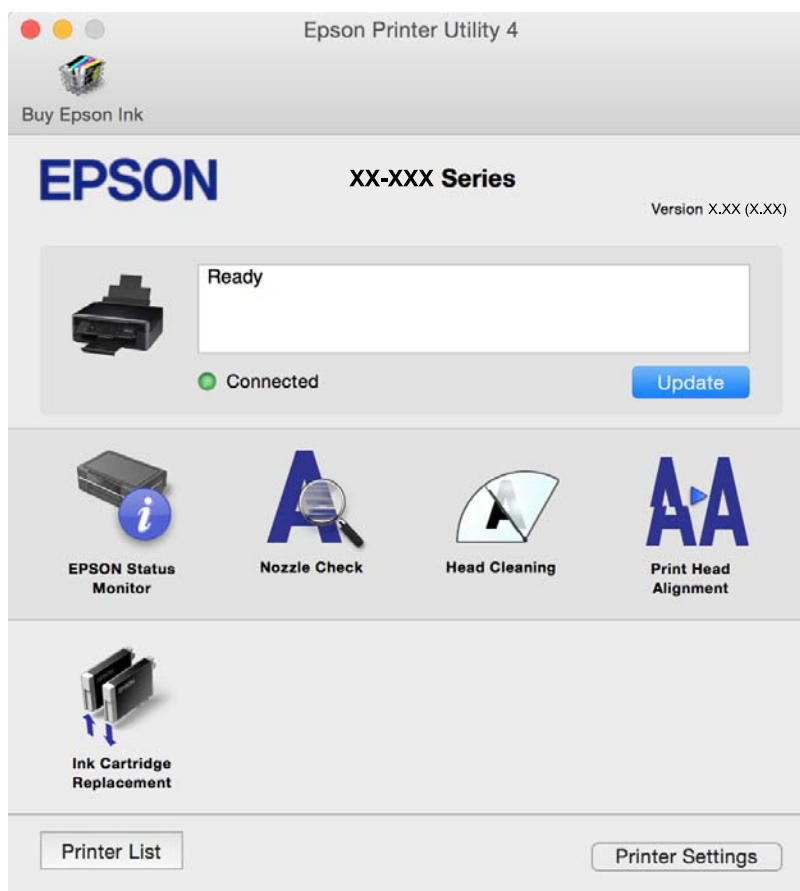 Epson Printer Utility 4
Buy Epson Ink
EPSON
XX-XXX Series
Version X.XX (X.XX)
Ready
Connected
Update
EPSON Status
Monitor
Nozzle Check
Head Cleaning
Print Head
Alignment
Ink Cartridge
Replacement
Printer List
Printer Settings